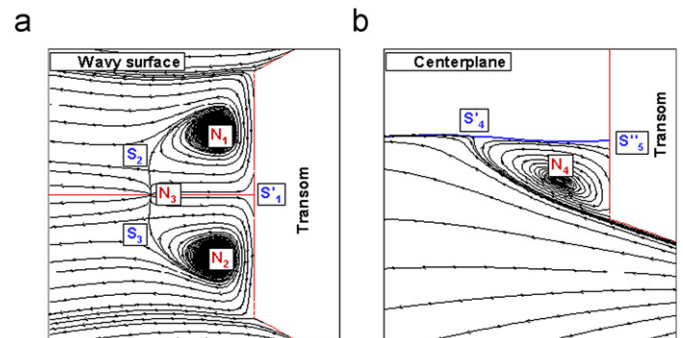 a
Wavy surface
N1
S2
N3
S'1
S3
N2
Transom
b
Centerplane
S'4
S"5
N4
Transom